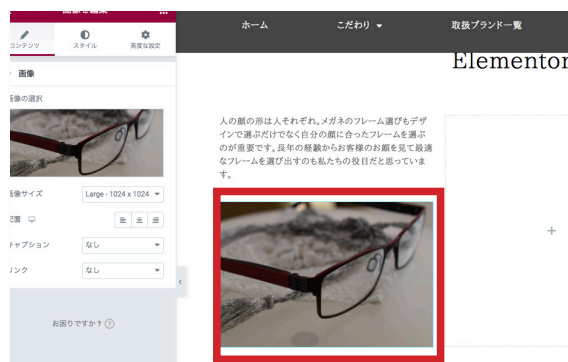 画像を編集
コンテンツ
スタイル
高度な設定
画像
画像の選択
画像サイズ
Large - 1024 x 1024
配置
キャプション
なし
リンク
なし
お困りですか?
ホーム
こだわり
取扱ブランド一覧
Elementor
人の顔の形は人それぞれ。メガネのフレーム選びもデザ
インで選ぶだけでなく自分の顔に合ったフレームを選ぶ
のが重要です。長年の経験からお客様のお顔を見て最適
なフレームを選び出すのも私たちの役目だと思っていま
す。